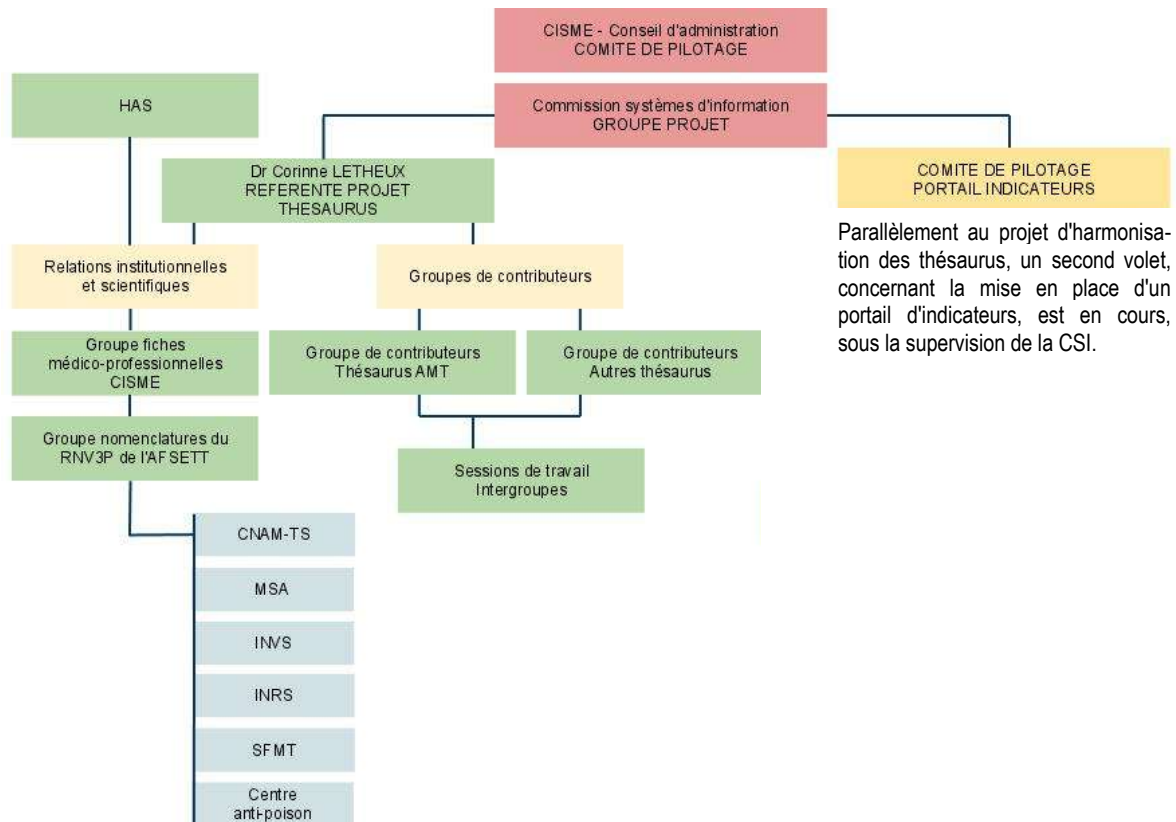 CISME - Conseil d'administration
COMITE DE PILOTAGE
HAS
Commission systèmes d'information
GROUPE PROJET
Dr Corinne LETHEUX
REFERENTE PROJET
THESAURUS
COMITE DE PILOTAGE
PORTAIL INDICATEURS
Parallèlement au projet d'harmonisa-
tion des thésaurus, un second volet,
concernant la mise en place d'un
portail d'indicateurs, est en cours,
sous la supervision de la CSI.
Relations institutionnelles
et scientifiques
Groupes de contributeurs
Groupe fiches
médico-professionnelles
CISME
Groupe de contributeurs
Thésaurus AMT
Groupe de contributeurs
Autres thésaurus
Groupe nomenclatures du
RNV3P de l'AFSETT
Sessions de travail
Intergroupes
CNAM-TS
MSA
INVS
INRS
SFMT
Centre
anti-poison